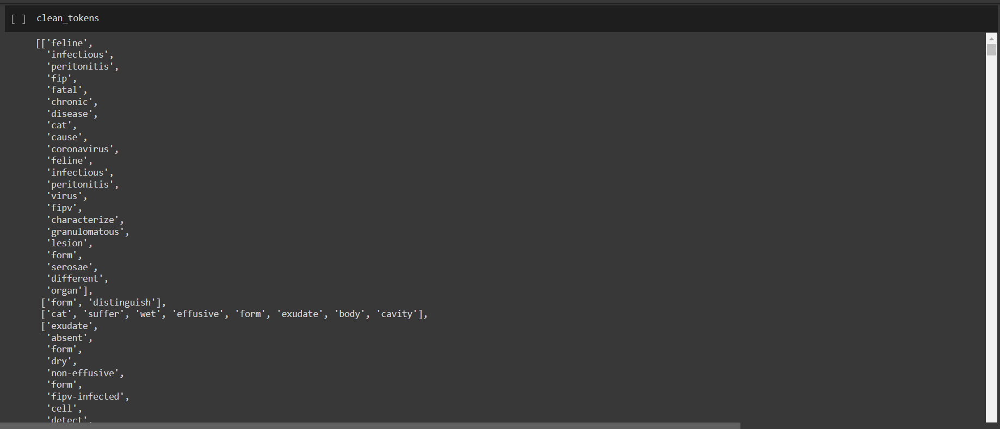 [ ] clean_tokens
[['feline',
'infectious',
'peritonitis',
'fip',
'fatal',
'chronic',
'disease',
'cat',
'cause',
'coronavirus',
'feline',
'infectious',
'peritonitis',
'virus',
'fipv',
'characterize',
'granulomatous',
'lesion',
'form',
'serosae',
'different',
'organ'],
['form', 'distinguish'],
['cat', 'suffer', 'wet', 'effusive', 'form', 'exudate', 'body', 'cavity'],
['exudate',
'absent',
'form',
'dry',
'non-effusive',
'form',
'fipv-infected',
'cell',
'detect',